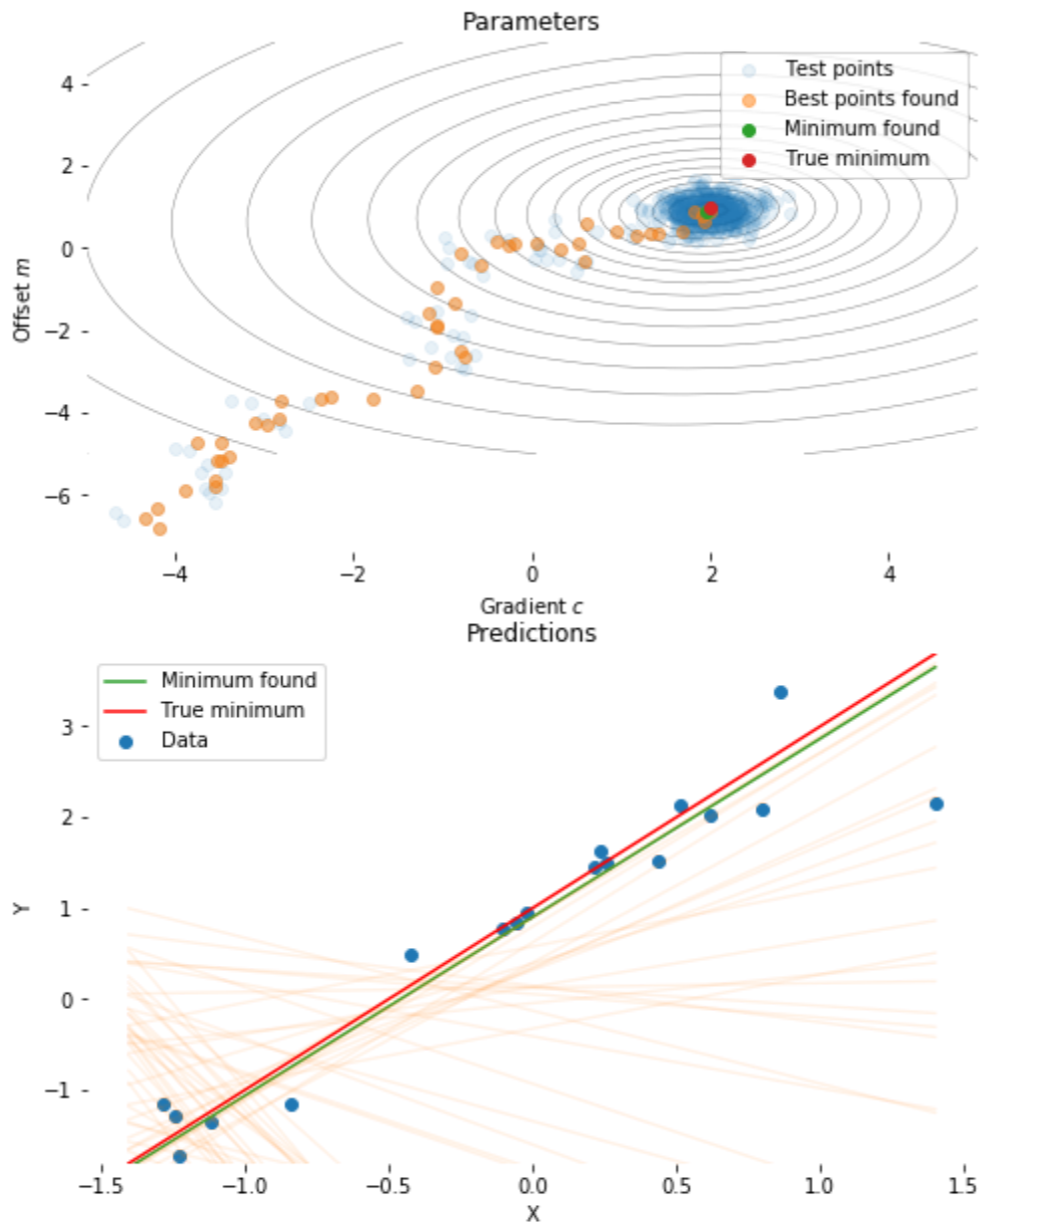 Parameters
Test points
Best points found
Minimum found
True minimum
4
2
0
−2
−4
−6
Offset m
−4
−2
0
2
4
Gradient c
Predictions
Minimum found
True minimum
Data
3
2
1
0
−1
Y
−1.5
−1.0
−0.5
0.0
0.5
1.0
1.5
X